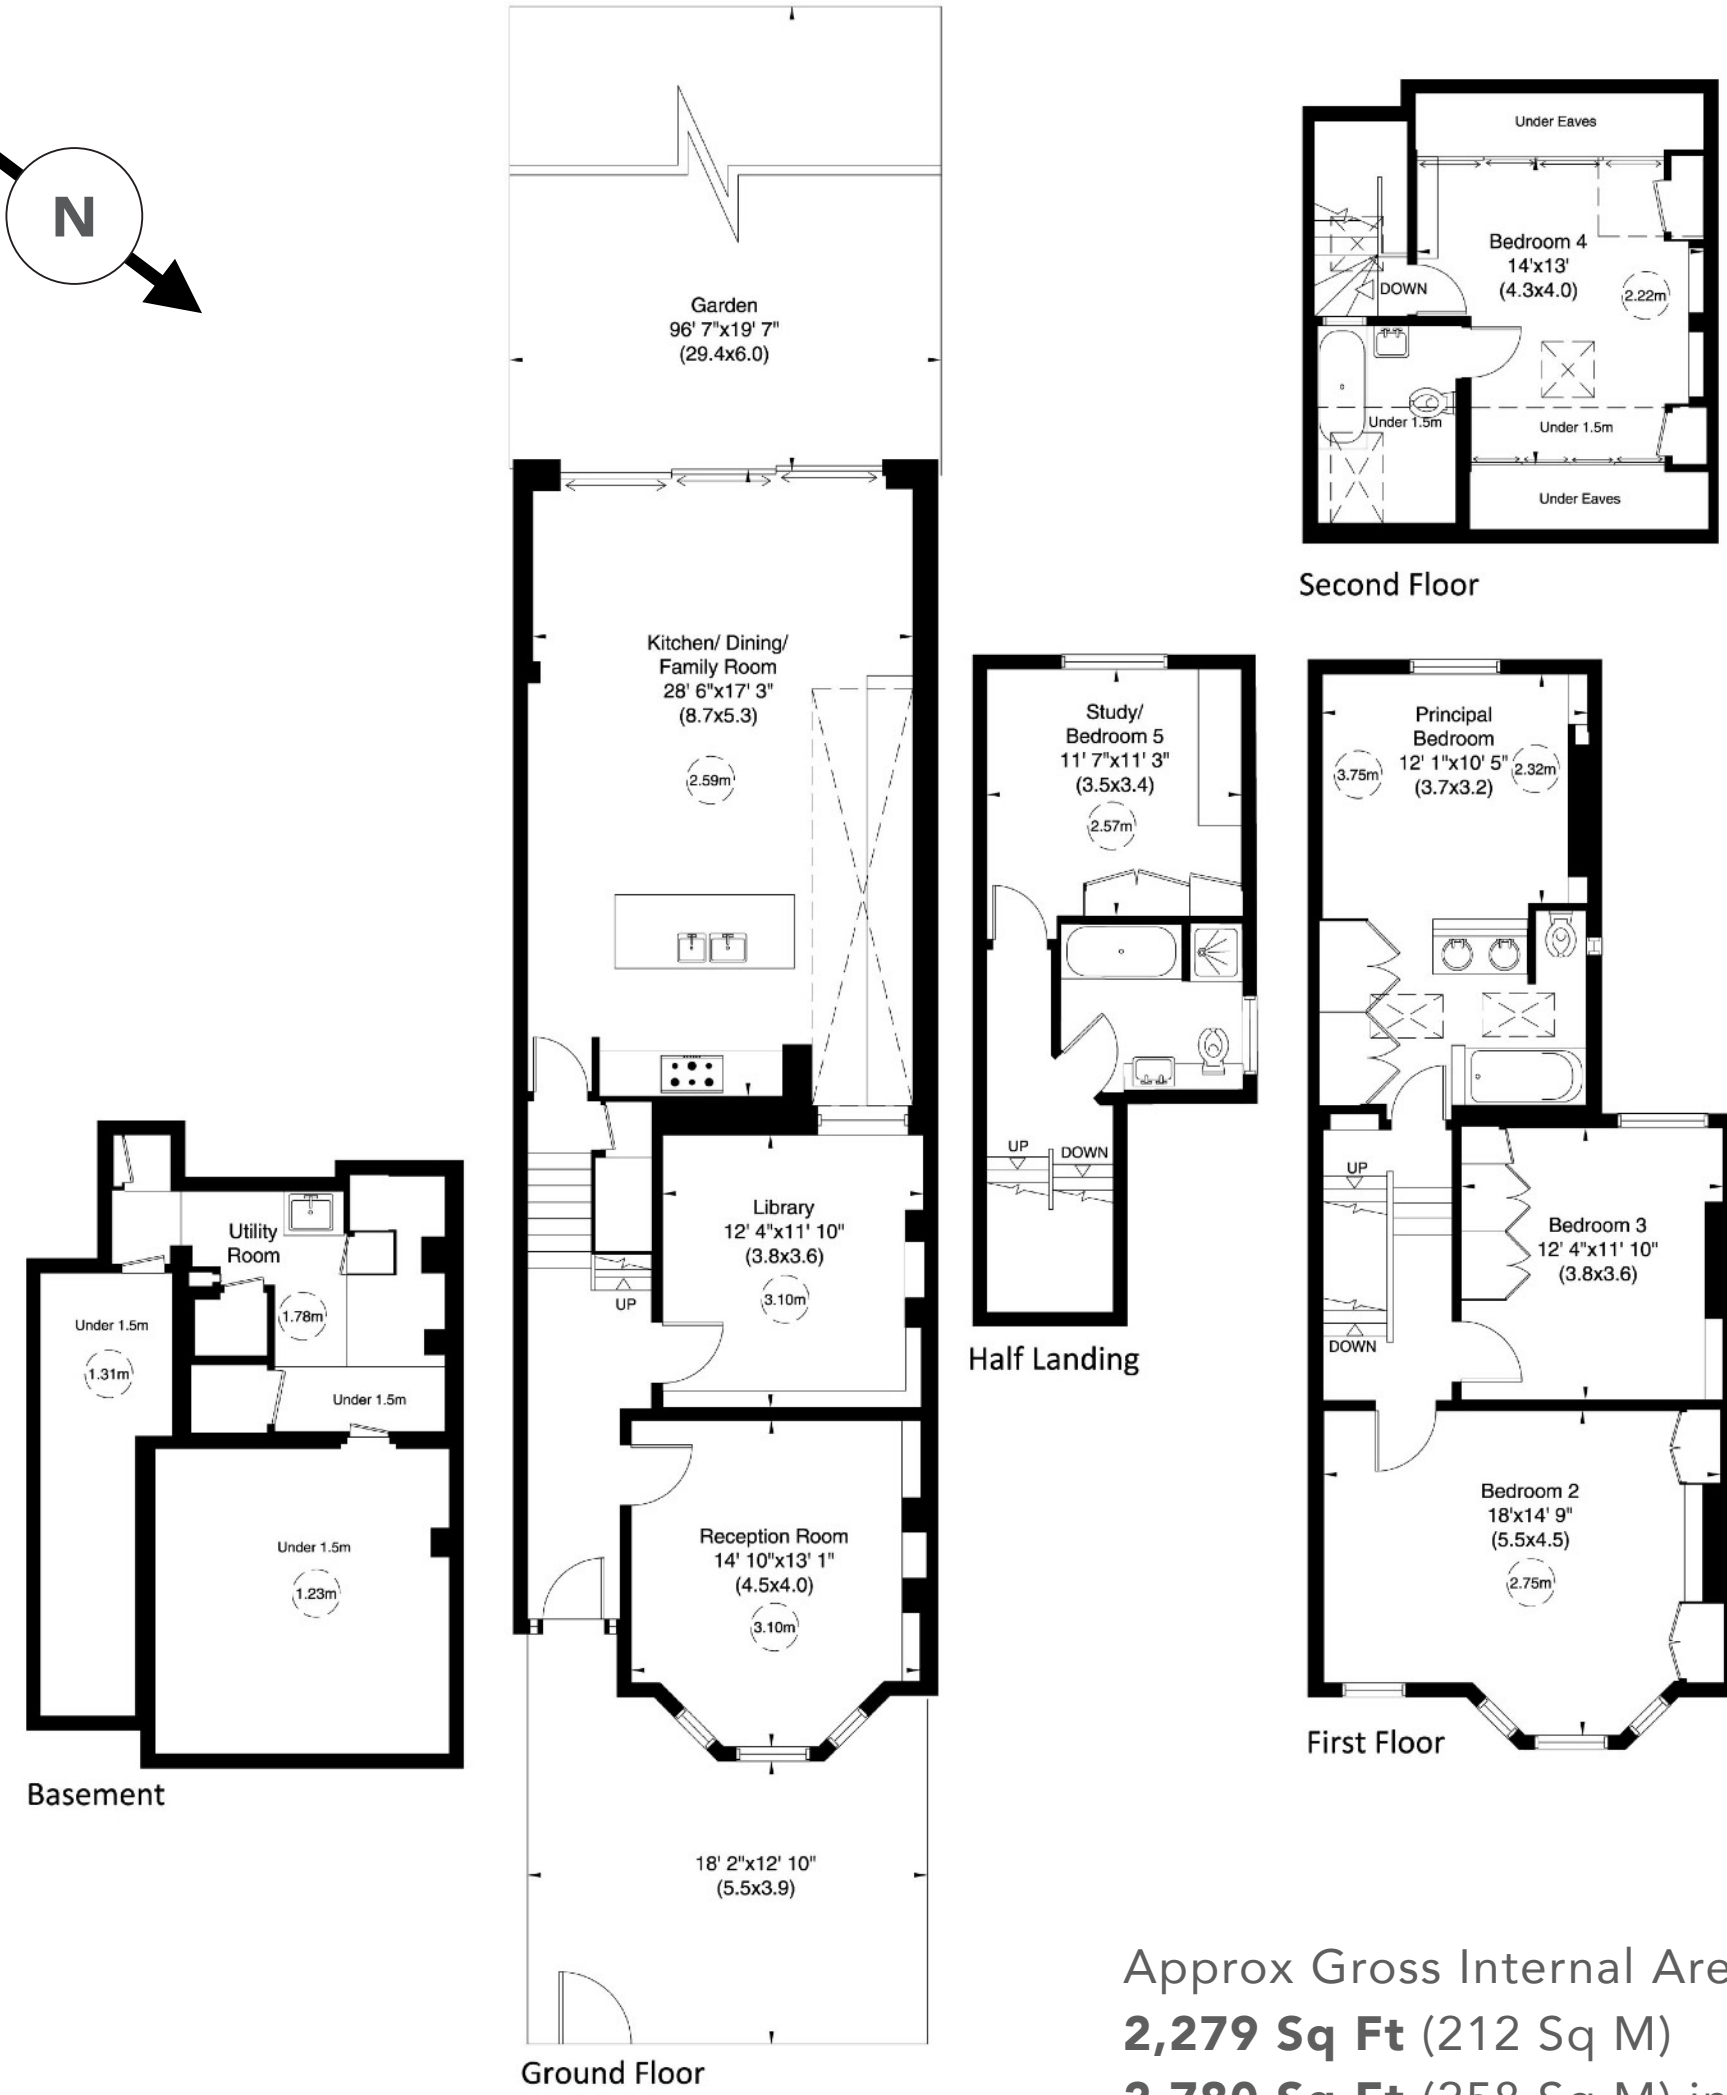 N
Garden
96' 7"x19' 7"
(29.4x6.0)
Kitchen/ Dining/
Family Room
28' 6"x17' 3"
(8.7x5.3)
2.59m
Library
12' 4"x11' 10"
(3.8x3.6)
3.10m
UP
Reception Room
14' 10"x13' 1"
(4.5x4.0)
3.10m
18' 2"x12' 10"
(5.5x3.9)
Ground Floor
Utility
Room
1.78m
Under 1.5m
1.31m
Under 1.5m
Under 1.5m
1.23m
Basement
Study/
Bedroom 5
11' 7"x11' 3"
(3.5x3.4)
2.57m
UP
DOWN
Half Landing
Under Eaves
Bedroom 4
14'x13'
(4.3x4.0)
2.22m
DOWN
Under 1.5m
Under 1.5m
Under Eaves
Second Floor
Principal
Bedroom
12' 1"x10' 5"
(3.7x3.2)
3.75m
2.32m
UP
DOWN
Bedroom 3
12' 4"x11' 10"
(3.8x3.6)
Bedroom 2
18'x14' 9"
(5.5x4.5)
2.75m
First Floor
Approx Gross Internal Are
2,279 Sq Ft (212 Sq M)